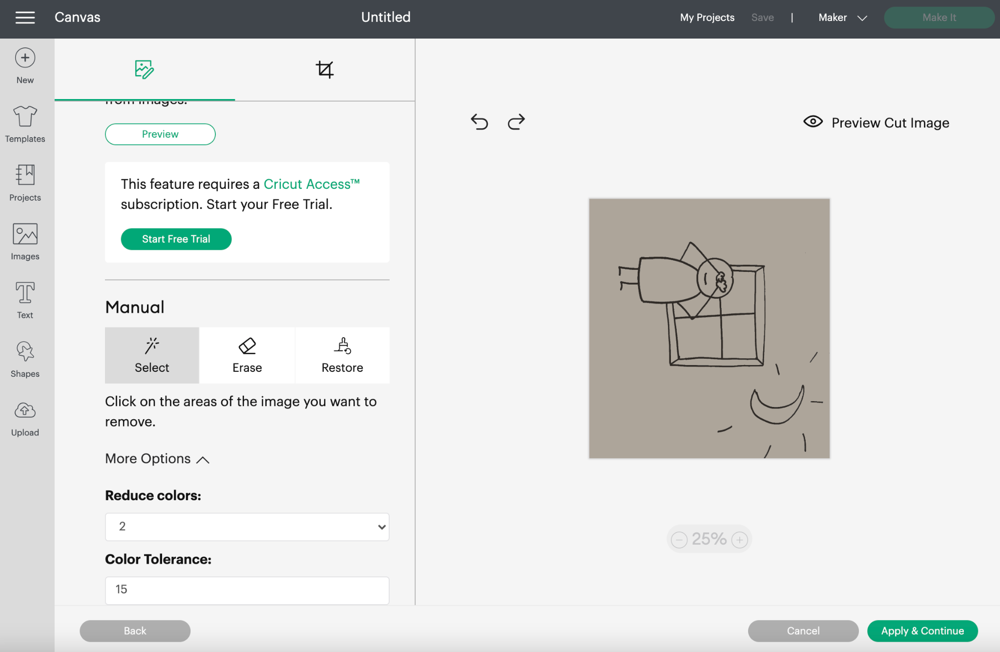 Canvas
Untitled
My Projects
Save
|
Maker
Make It
New
Templates
Projects
Images
Text
Shapes
Upload
from images.
Preview
This feature requires a Cricut Access™
subscription. Start your Free Trial.
Start Free Trial
Manual
Select
Erase
Restore
Click on the areas of the image you want to
remove.
More Options
Reduce colors:
2
Color Tolerance:
15
Preview Cut Image
25%
Back
Cancel
Apply & Continue